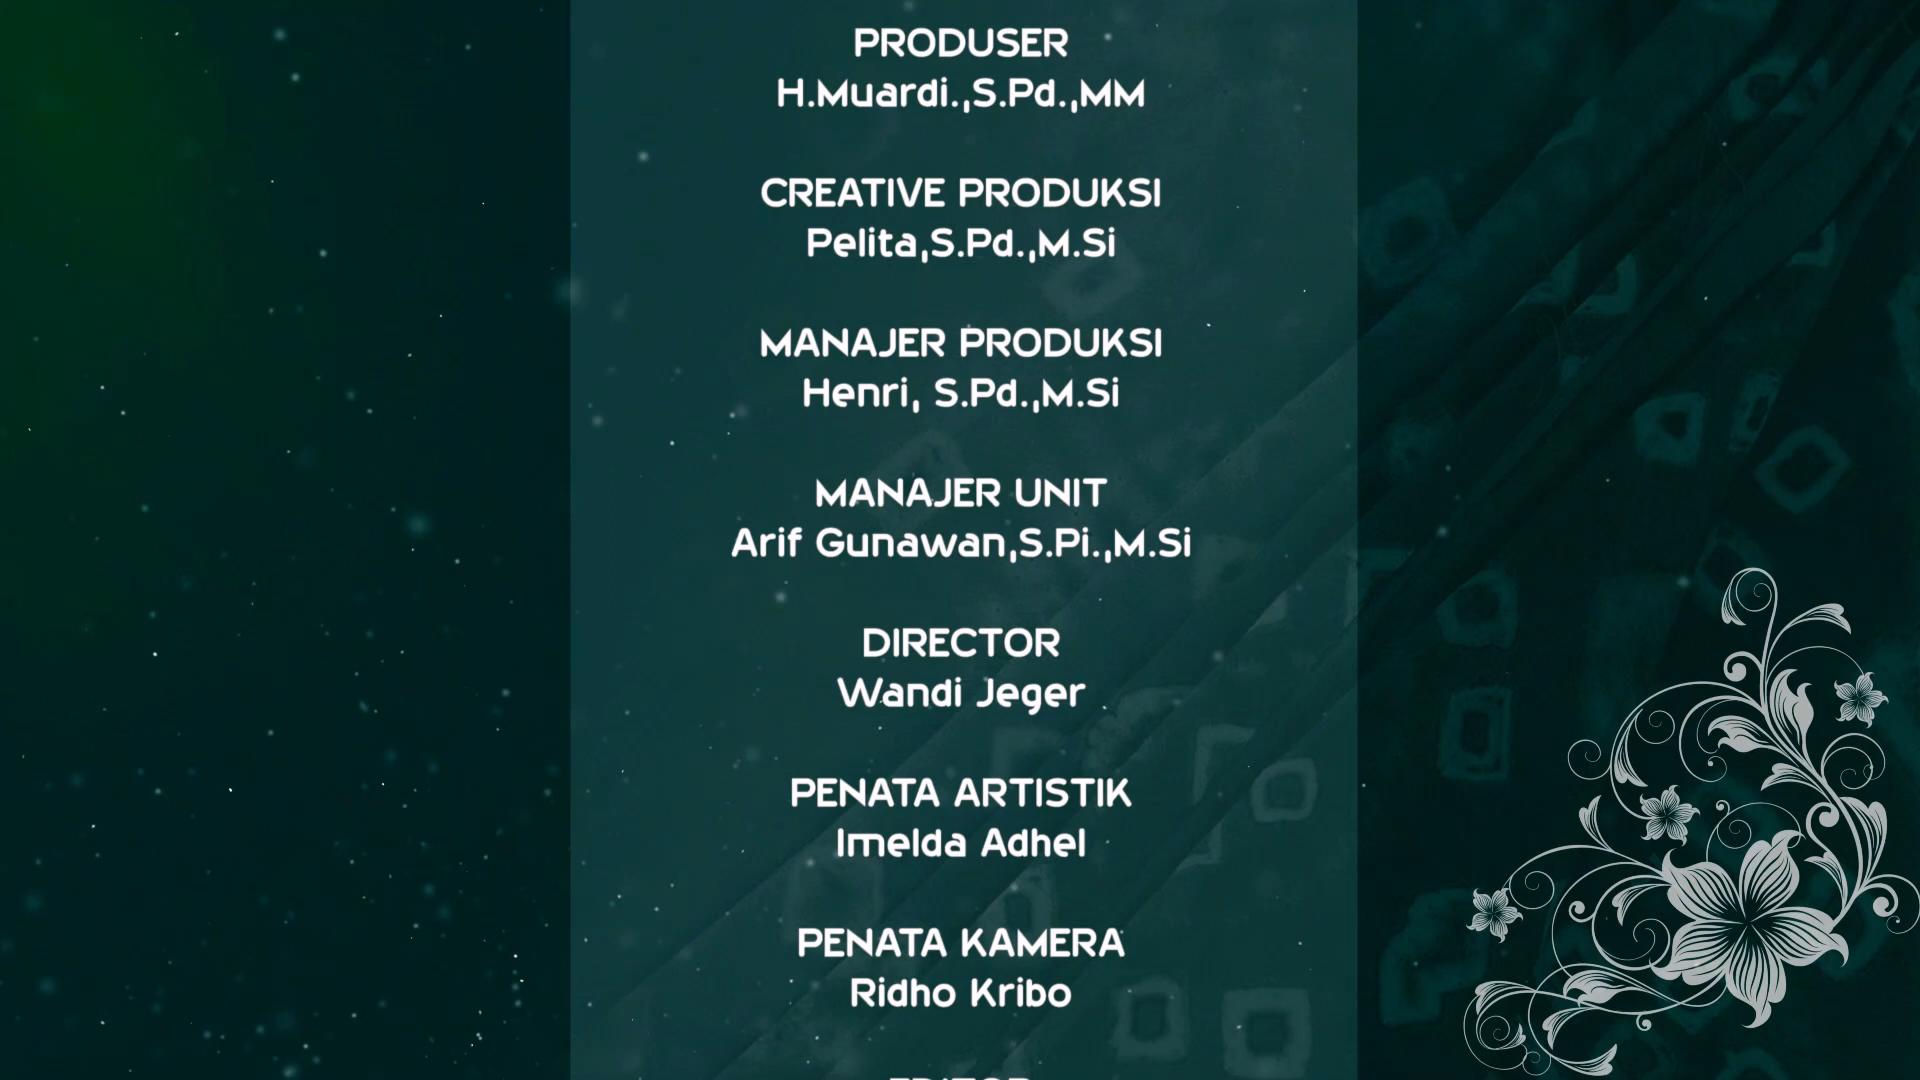 PRODUSER
H.Muardi.,S.Pd.,MM
CREATIVE PRODUKSI
Pelita,S.Pd.,M.Si
MANAJER PRODUKSI
Henri, S.Pd.,M.Si
MANAJER UNIT
Arif Gunawan,S.Pi.,M.Si
DIRECTOR
Wandi Jeger
PENATA ARTISTIK
Imelda Adhel
PENATA KAMERA
Ridho Kribo